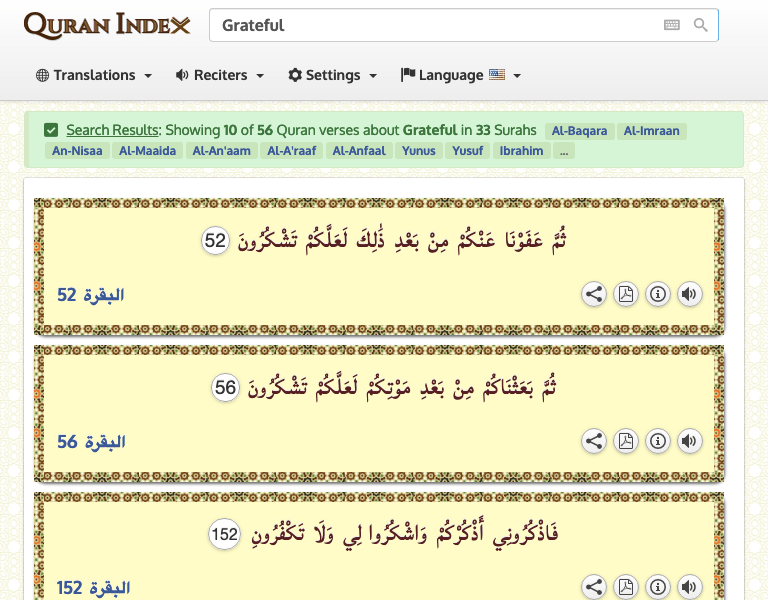 QURAN INDEX
Grateful
Translations Reciters Settings Language
Search Results: Showing 10 of 56 Quran verses about Grateful in 33 Surahs Al-Baqara Al-Imraan
An-Nisaa Al-Maaida Al-An'aam Al-A'raaf Al-Anfaal Yunus Yusuf Ibrahim ...
ثُمَّ عَفَوْنَا عَنْكُمْ مِنْ بَعْدِ ذَٰلِكَ لَعَلَّكُمْ تَشْكُرُونَ 52
البقرة 52
ثُمَّ بَعَثْنَاكُمْ مِنْ بَعْدِ مَوْتِكُمْ لَعَلَّكُمْ تَشْكُرُونَ 56
البقرة 56
فَاذْكُرُونِي أَذْكُرْكُمْ وَاشْكُرُوا لِي وَلَا تَكْفُرُونِ 152
البقرة 152